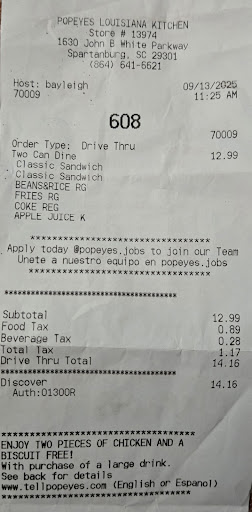 POPEYES LOUISIANA KITCHEN
Store # 13974
1630 John B White Parkway
Spartanburg, SC 29301
(864) 641-6621
Host: bayleigh 09/13/2025
70009 11:25 AM
608
70009
Order Type: Drive Thru
Two Can Dine 12.99
Classic Sandwich
Classic Sandwich
BEANS&RICE RG
FRIES RG
COKE REG
APPLE JUICE K
***********************************
Apply today @popeyes.jobs to join our Team
Unete a nuestro equipo en popeyes.jobs
***********************************
***********************************
Subtotal 12.99
Food Tax 0.89
Beverage Tax 0.28
Total Tax 1.17
Drive Thru Total 14.16
***********************************
Discover 14.16
Auth:01300R
***********************************
ENJOY TWO PIECES OF CHICKEN AND A
BISCUIT FREE!
With purchase of a large drink.
See back for details
www.tellpopeyes.com (English or Espanol)
***********************************